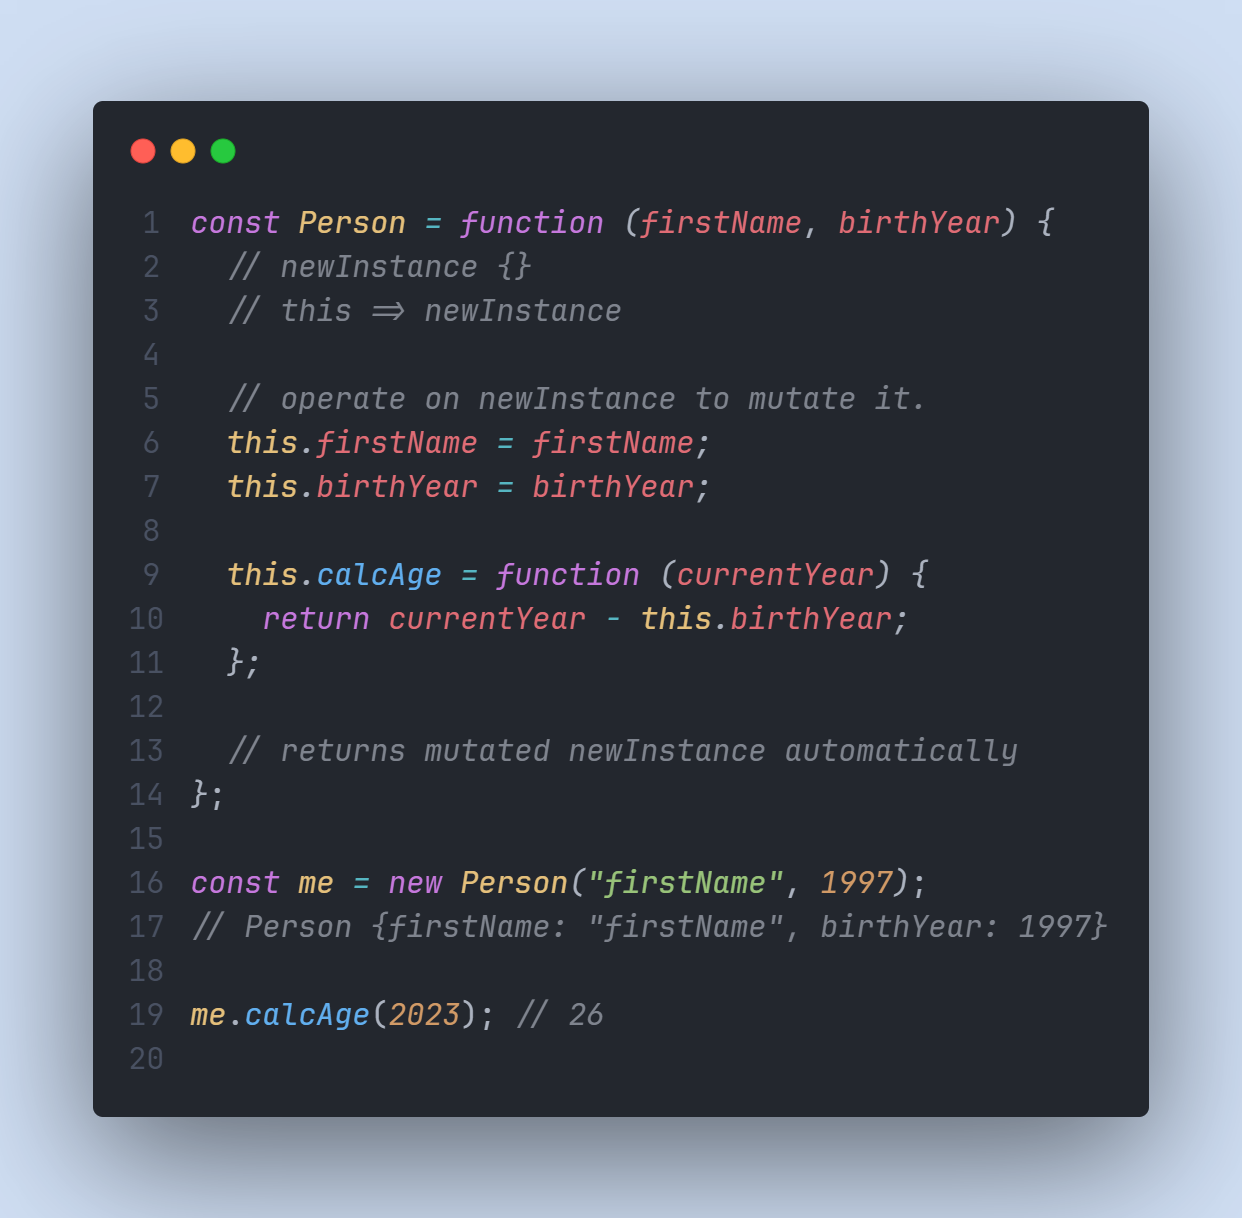 1 const Person = function (firstName, birthYear) {
2   // newInstance {}
3   // this => newInstance
4
5   // operate on newInstance to mutate it.
6   this.firstName = firstName;
7   this.birthYear = birthYear;
8
9   this.calcAge = function (currentYear) {
10     return currentYear - this.birthYear;
11   };
12
13   // returns mutated newInstance automatically
14 };
15
16 const me = new Person("firstName", 1997);
17 // Person {firstName: "firstName", birthYear: 1997}
18
19 me.calcAge(2023); // 26
20